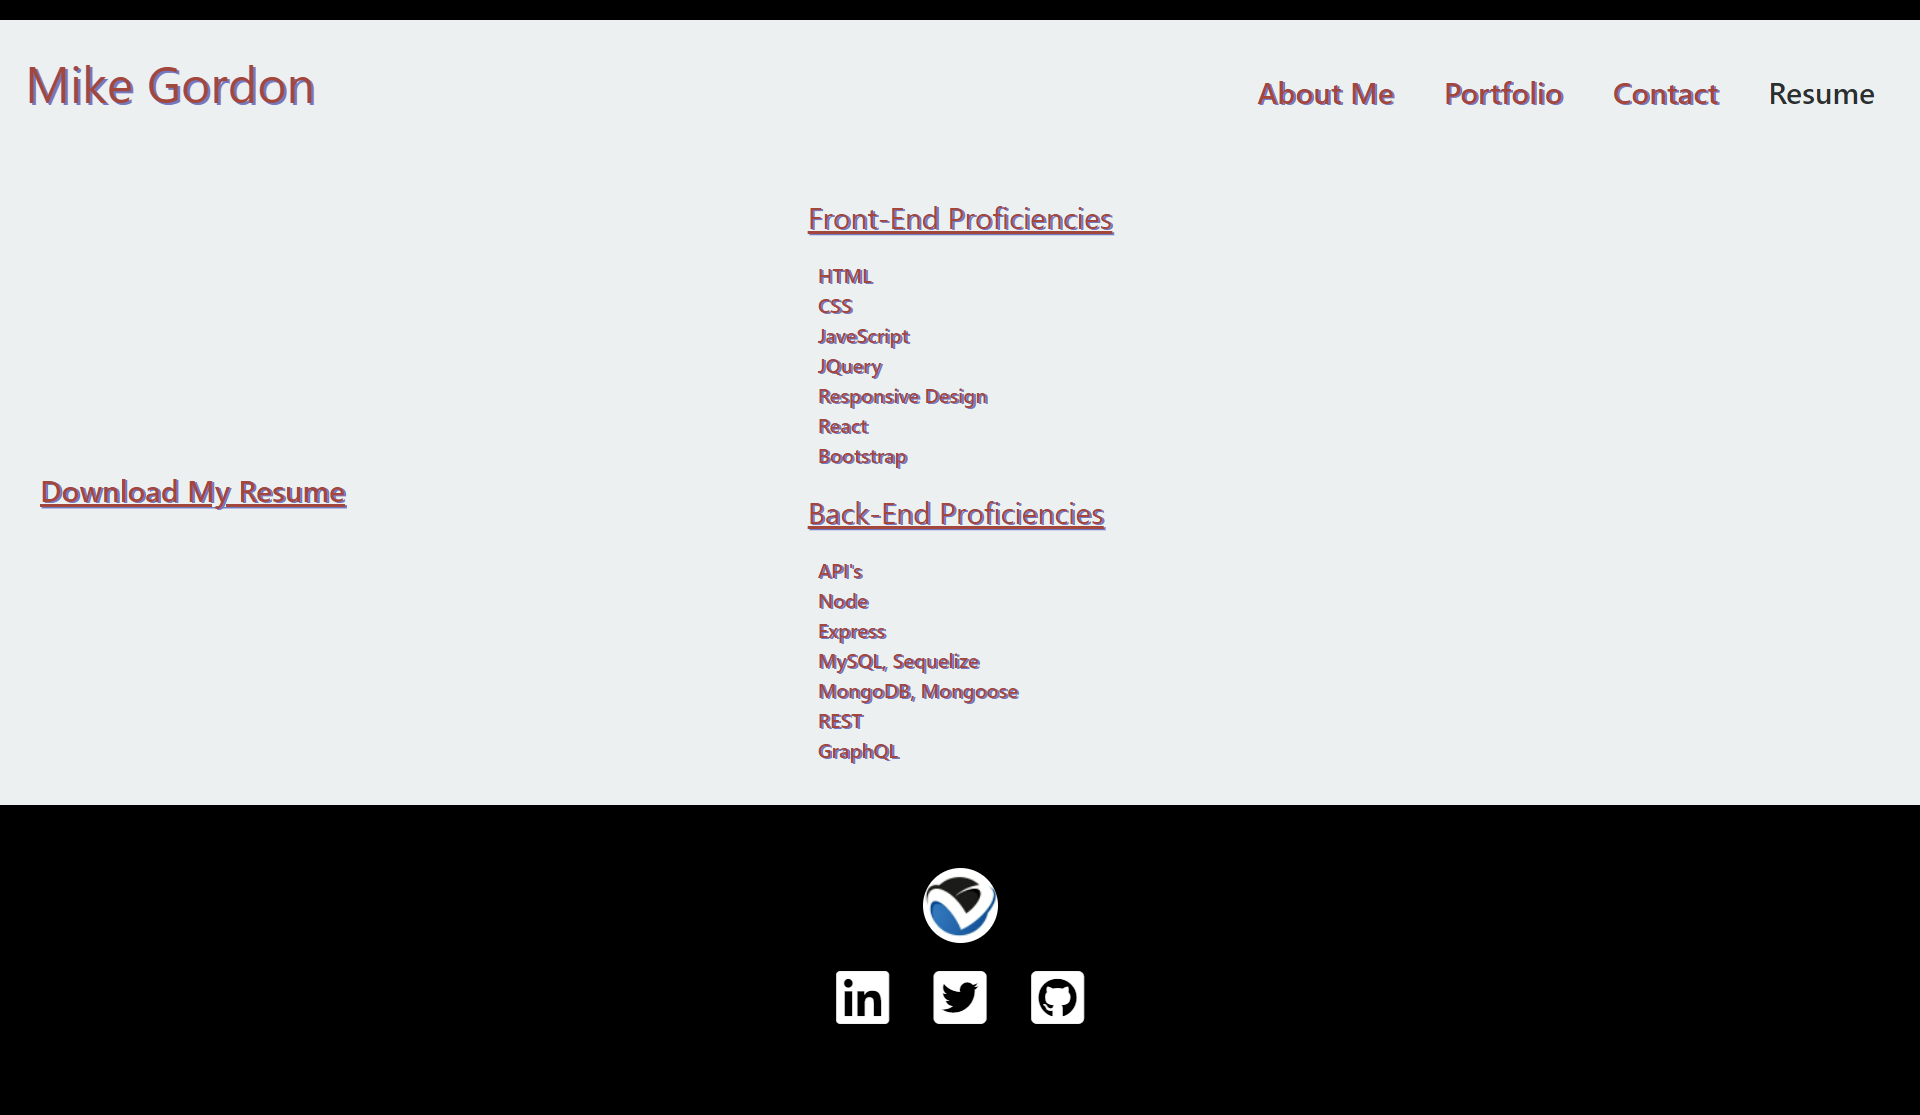 Mike Gordon
About Me
Portfolio
Contact
Resume
Download My Resume
Front-End Proficiencies
HTML
CSS
JaveScript
JQuery
Responsive Design
React
Bootstrap
Back-End Proficiencies
API's
Node
Express
MySQL, Sequelize
MongoDB, Mongoose
REST
GraphQL
in